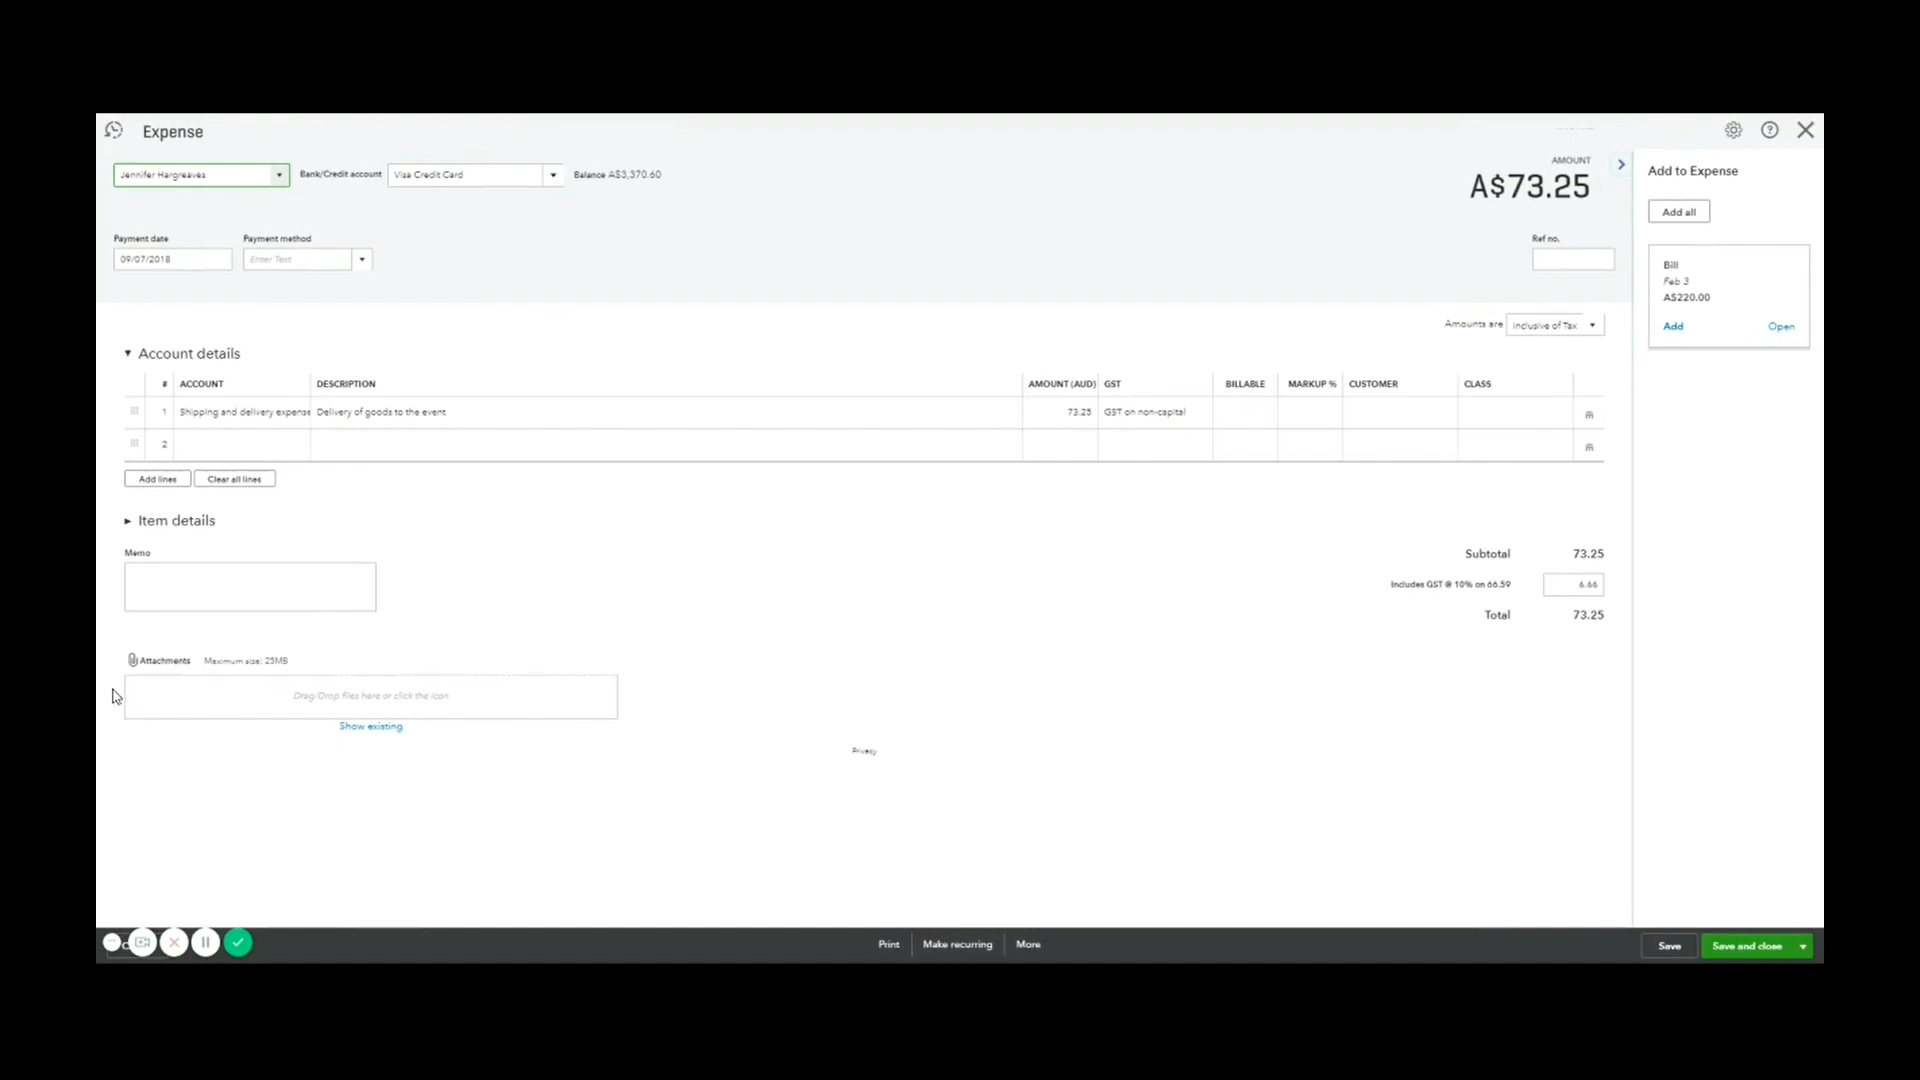 Expense
Jennifer Hargreaves Bank/Credit account Visa Credit Card Balance A$3,370.60
AMOUNT
A$73.25
Payment date Payment method Ref no.
09/07/2018 Enter Text
Amounts are Inclusive of Tax
Account details
# ACCOUNT DESCRIPTION AMOUNT (AUD) GST BILLABLE MARKUP % CUSTOMER CLASS
1 Shipping and delivery expense Delivery of goods to the event 73.25 GST on non-capital
2
Add lines Clear all lines
Item details
Memo
Subtotal 73.25
Includes GST @ 10% on 66.59 6.66
Total 73.25
Attachments Maximum size: 25MB
Drag/Drop files here or click the icon
Show existing
Privacy
Add to Expense
Add all
Bill
Feb 3
A$220.00
Add Open
Print Make recurring More
Save Save and close